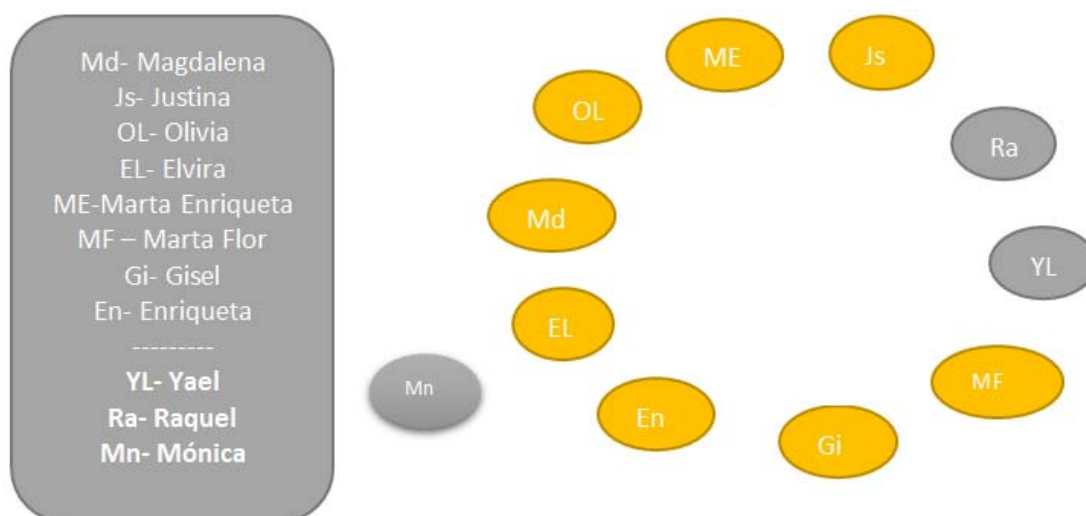 Md- Magdalena
Js- Justina
OL- Olivia
EL- Elvira
ME-Marta Enriqueta
MF – Marta Flor
Gi- Gisel
En- Enriqueta
---------
YL- Yael
Ra- Raquel
Mn- Mónica
ME
Js
OL
Ra
Md
YL
EL
MF
Mn
En
Gi